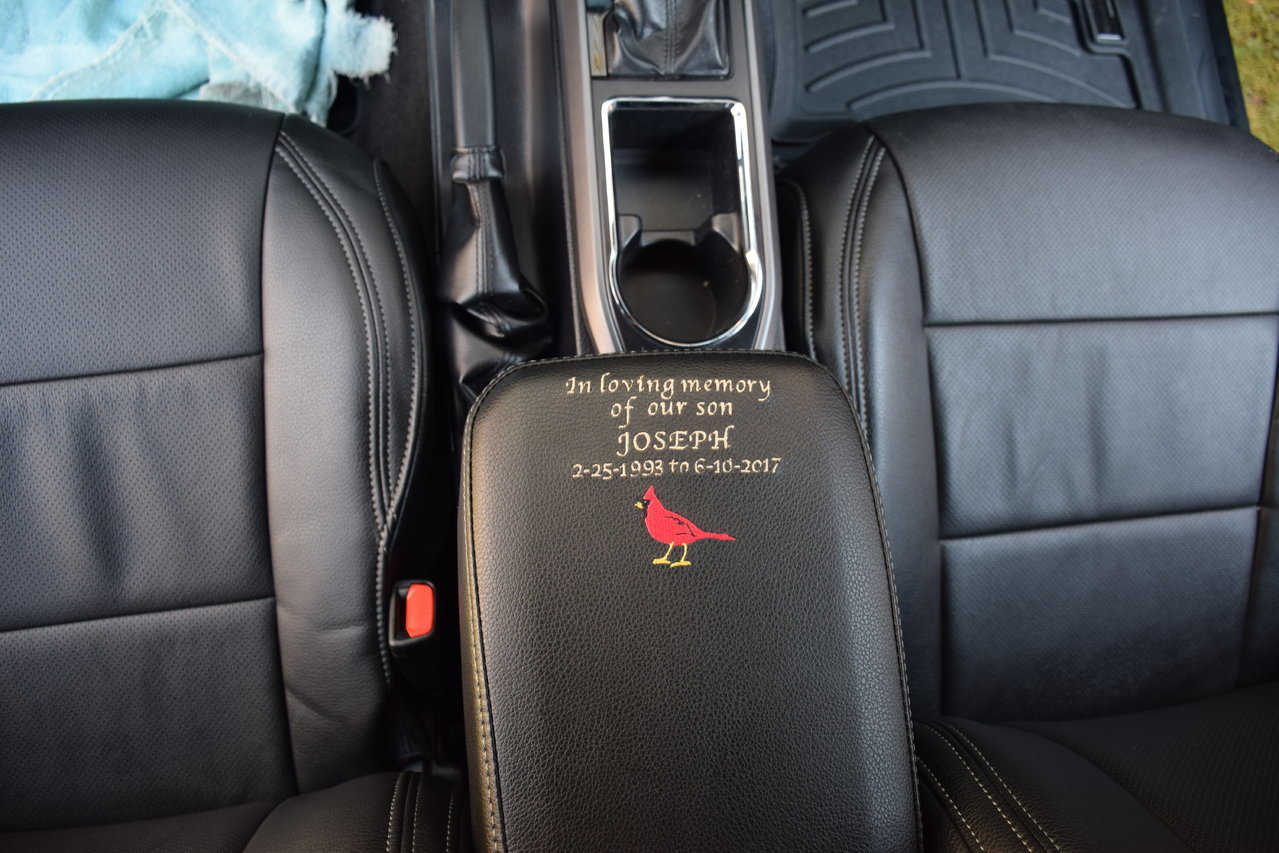 In loving memory
of our son
JOSEPH
2-25-1993 to 6-10-2017